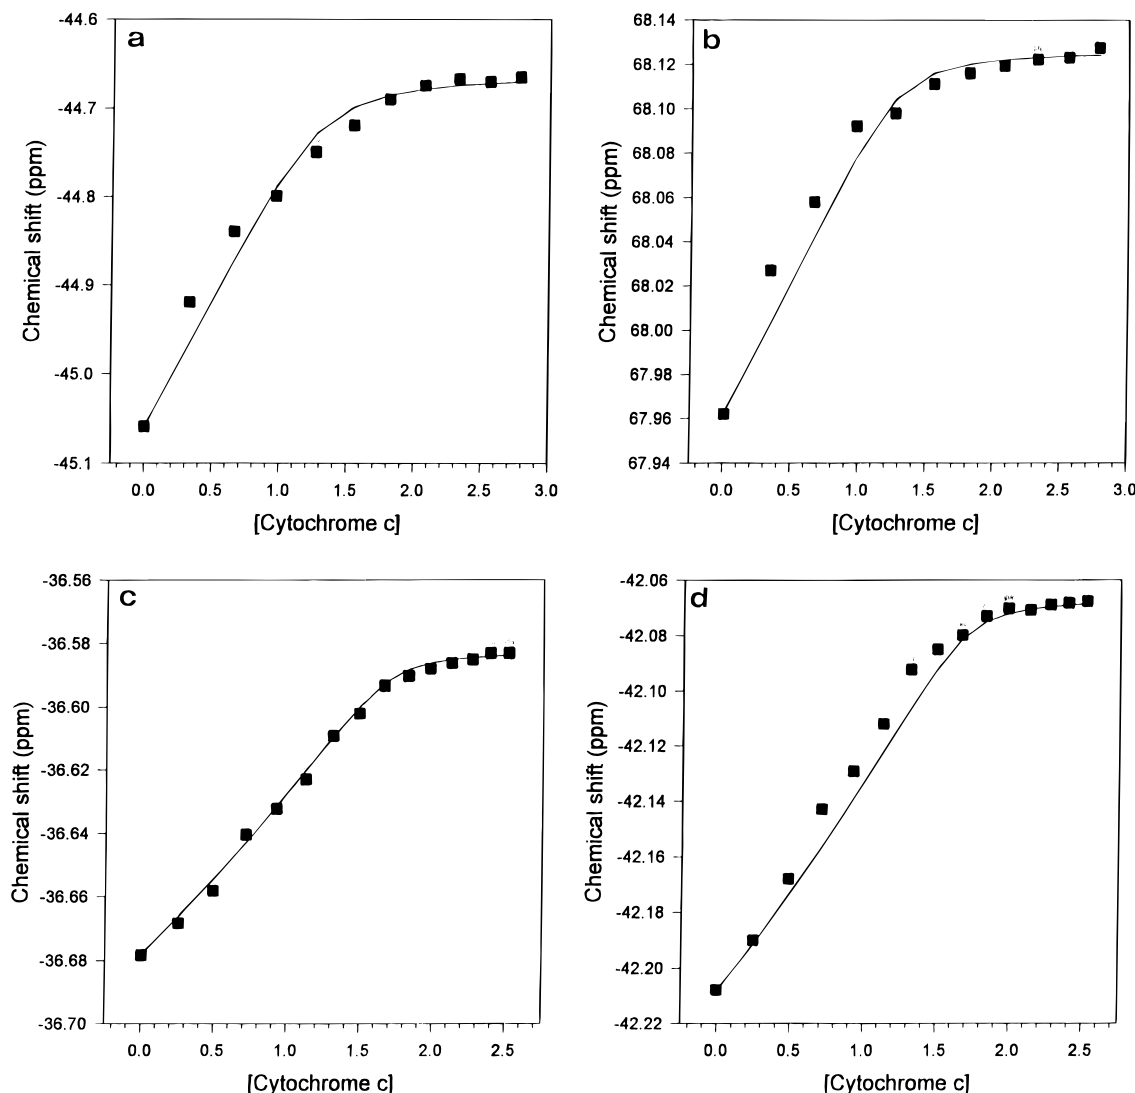 a
Chemical shift (ppm)
-44.6
-44.7
-44.8
-44.9
-45.0
-45.1
0.0 0.5 1.0 1.5 2.0 2.5 3.0
[Cytochrome c]
b
Chemical shift (ppm)
68.14
68.12
68.10
68.08
68.06
68.04
68.02
68.00
67.98
67.96
67.94
0.0 0.5 1.0 1.5 2.0 2.5 3.0
[Cytochrome c]
c
Chemical shift (ppm)
-36.56
-36.58
-36.60
-36.62
-36.64
-36.66
-36.68
-36.70
0.0 0.5 1.0 1.5 2.0 2.5
[Cytochrome c]
d
Chemical shift (ppm)
-42.06
-42.08
-42.10
-42.12
-42.14
-42.16
-42.18
-42.20
-42.22
0.0 0.5 1.0 1.5 2.0 2.5
[Cytochrome c]